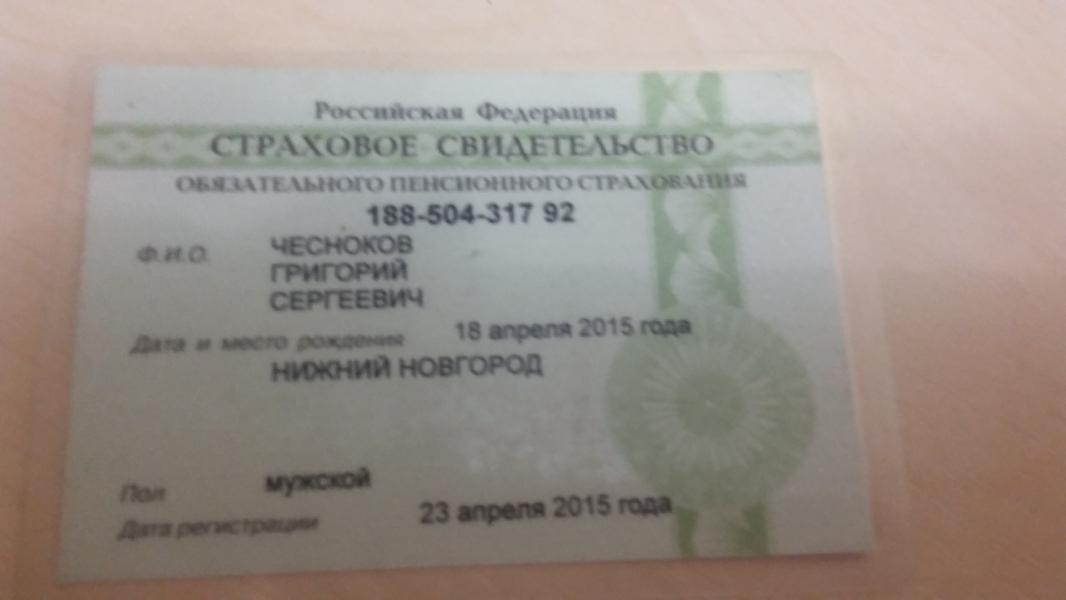 Российская Федерация
СТРАХОВОЕ СВИДЕТЕЛЬСТВО
ОБЯЗАТЕЛЬНОГО ПЕНСИОННОГО СТРАХОВАНИЯ
188-504-317 92
Ф.И.О. ЧЕСНОКОВ
ГРИГОРИЙ
СЕРГЕЕВИЧ
Дата и место рождения 18 апреля 2015 года
НИЖНИЙ НОВГОРОД
Пол мужской
Дата регистрации 23 апреля 2015 года